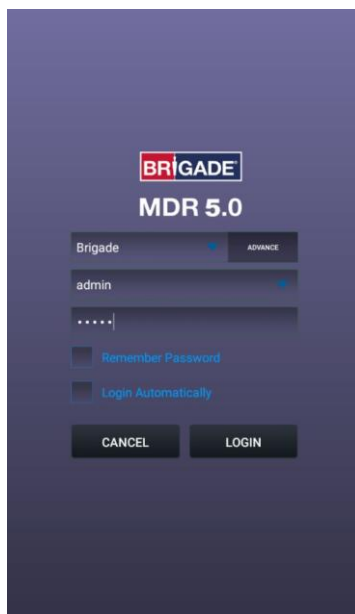 BRIGADE
MDR 5.0
Brigade ADVANCE
admin
•••••
Remember Password
Login Automatically
CANCEL LOGIN